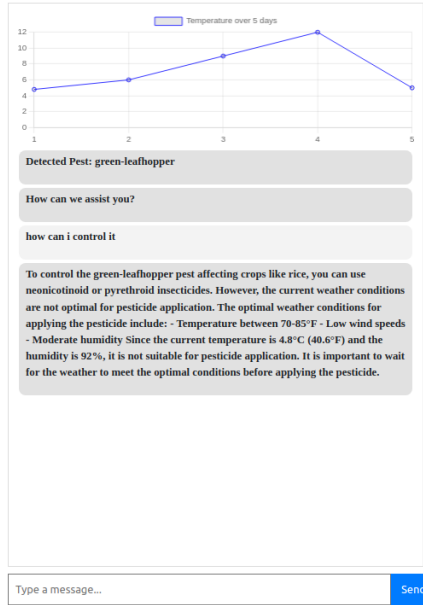 Temperature over 5 days
12
10
8
6
4
2
0
1 2 3 4 5
Detected Pest: green-leafhopper
How can we assist you?
how can i control it
To control the green-leafhopper pest affecting crops like rice, you can use
neonicotinoid or pyrethroid insecticides. However, the current weather conditions
are not optimal for pesticide application. The optimal weather conditions for
applying the pesticide include: - Temperature between 70-85°F - Low wind speeds
- Moderate humidity Since the current temperature is 4.8°C (40.6°F) and the
humidity is 92%, it is not suitable for pesticide application. It is important to wait
for the weather to meet the optimal conditions before applying the pesticide.
Type a message...
Send